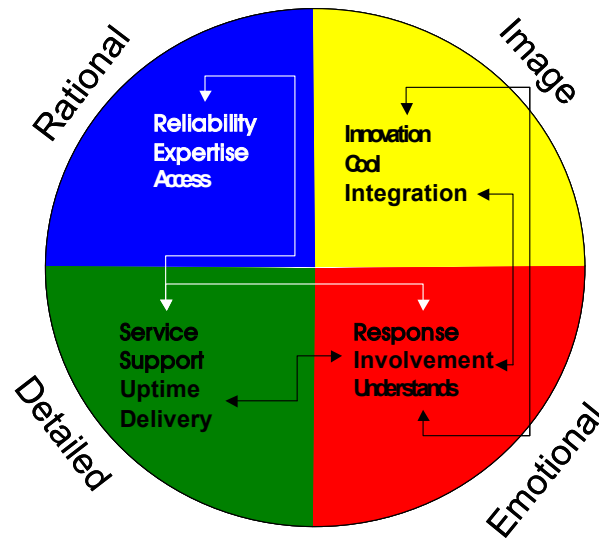 Rational
Image
Reliability
Expertise
Access
Innovation
Cool
Integration
Service
Support
Uptime
Delivery
Response
Involvement
Understands
Detailed
Emotional